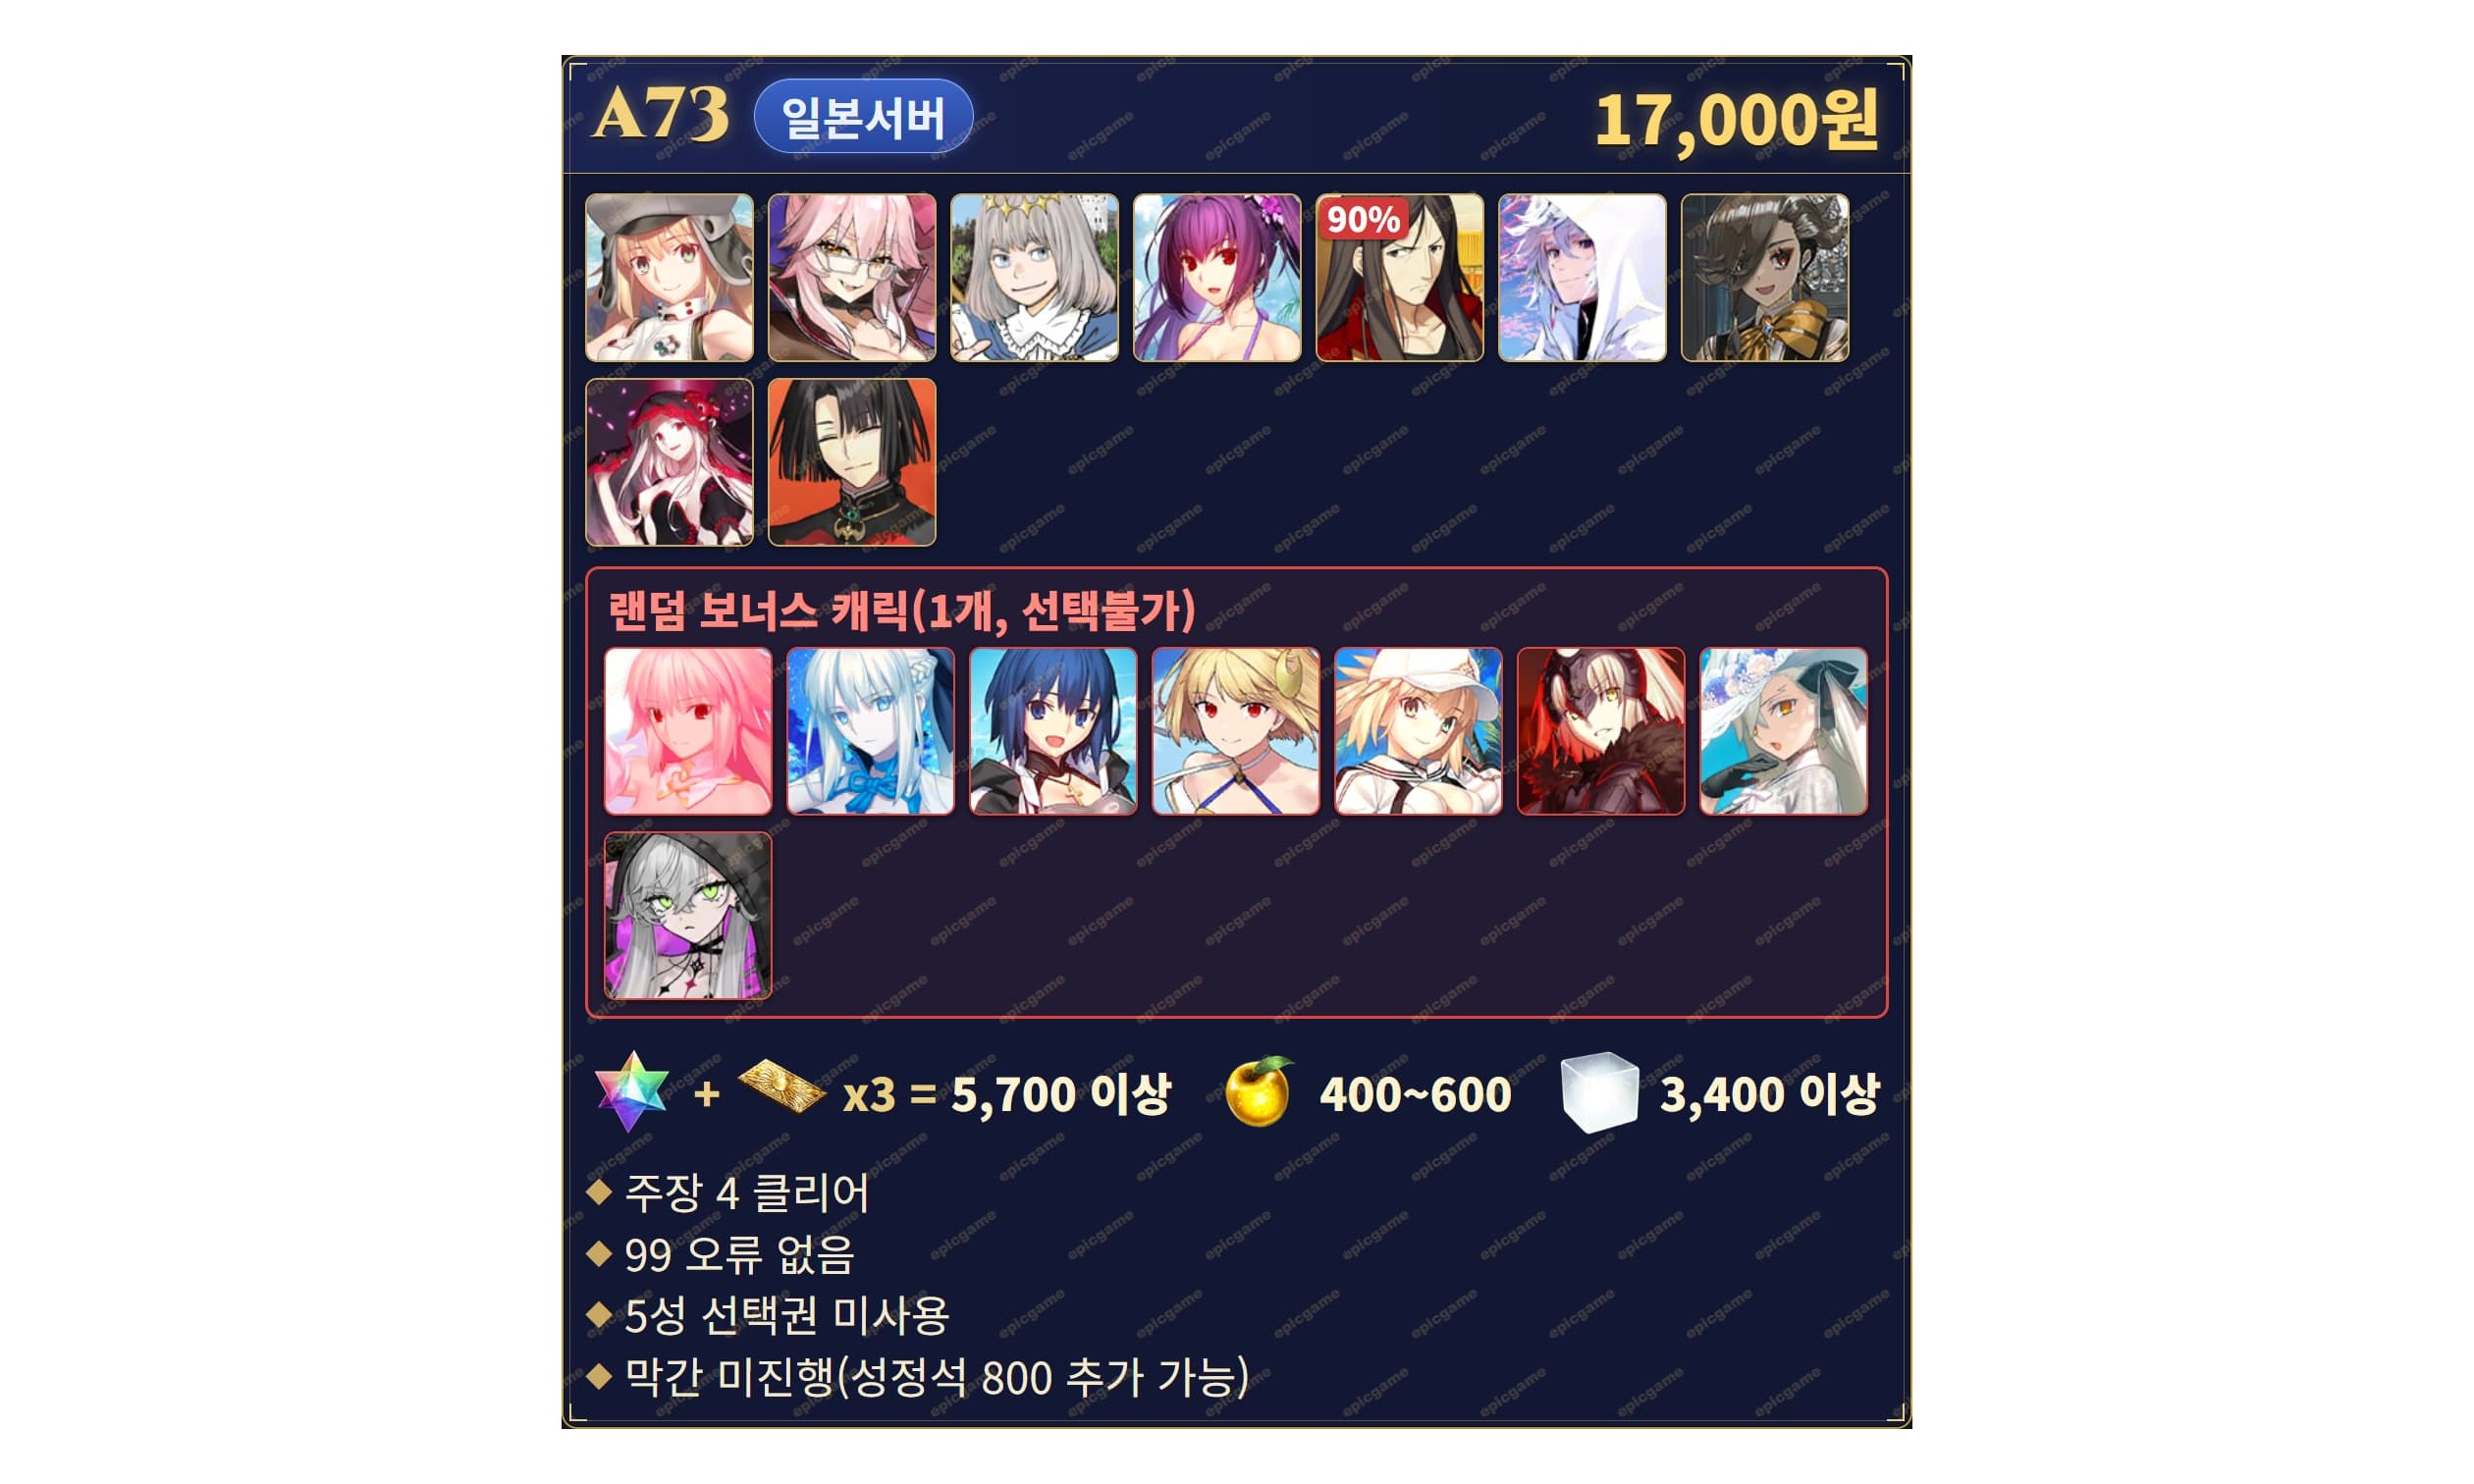 A73 일본서버 17,000원
90%
랜덤 보너스 캐릭(1개, 선택불가)
+ x3 = 5,700 이상 400~600 3,400 이상
주장 4 클리어
99 오류 없음
5성 선택권 미사용
막간 미진행(성정석 800 추가 가능)
epicgame